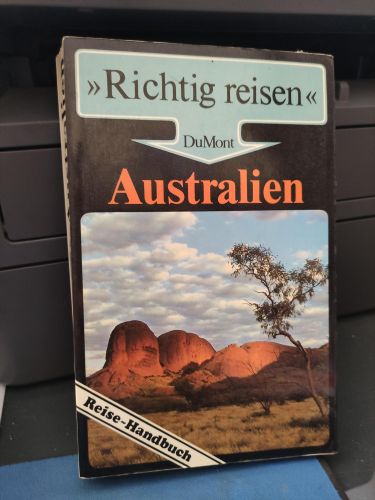 »Richtig reisen«
DuMont
Australien
Reise-Handbuch